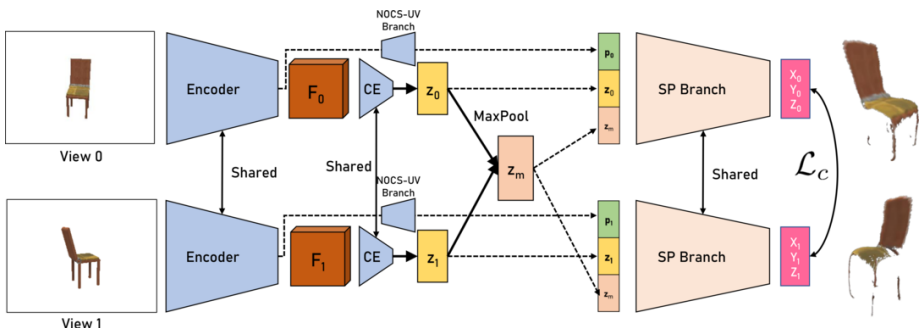 NOCS-UV
Branch
Encoder
F0
CE
z0
p0
z0
zm
SP Branch
X0
Y0
Z0
View 0
MaxPool
Shared
Shared
zm
Shared
ℒc
NOCS-UV
Branch
Encoder
F1
CE
z1
p1
z1
zm
SP Branch
X1
Y1
Z1
View 1